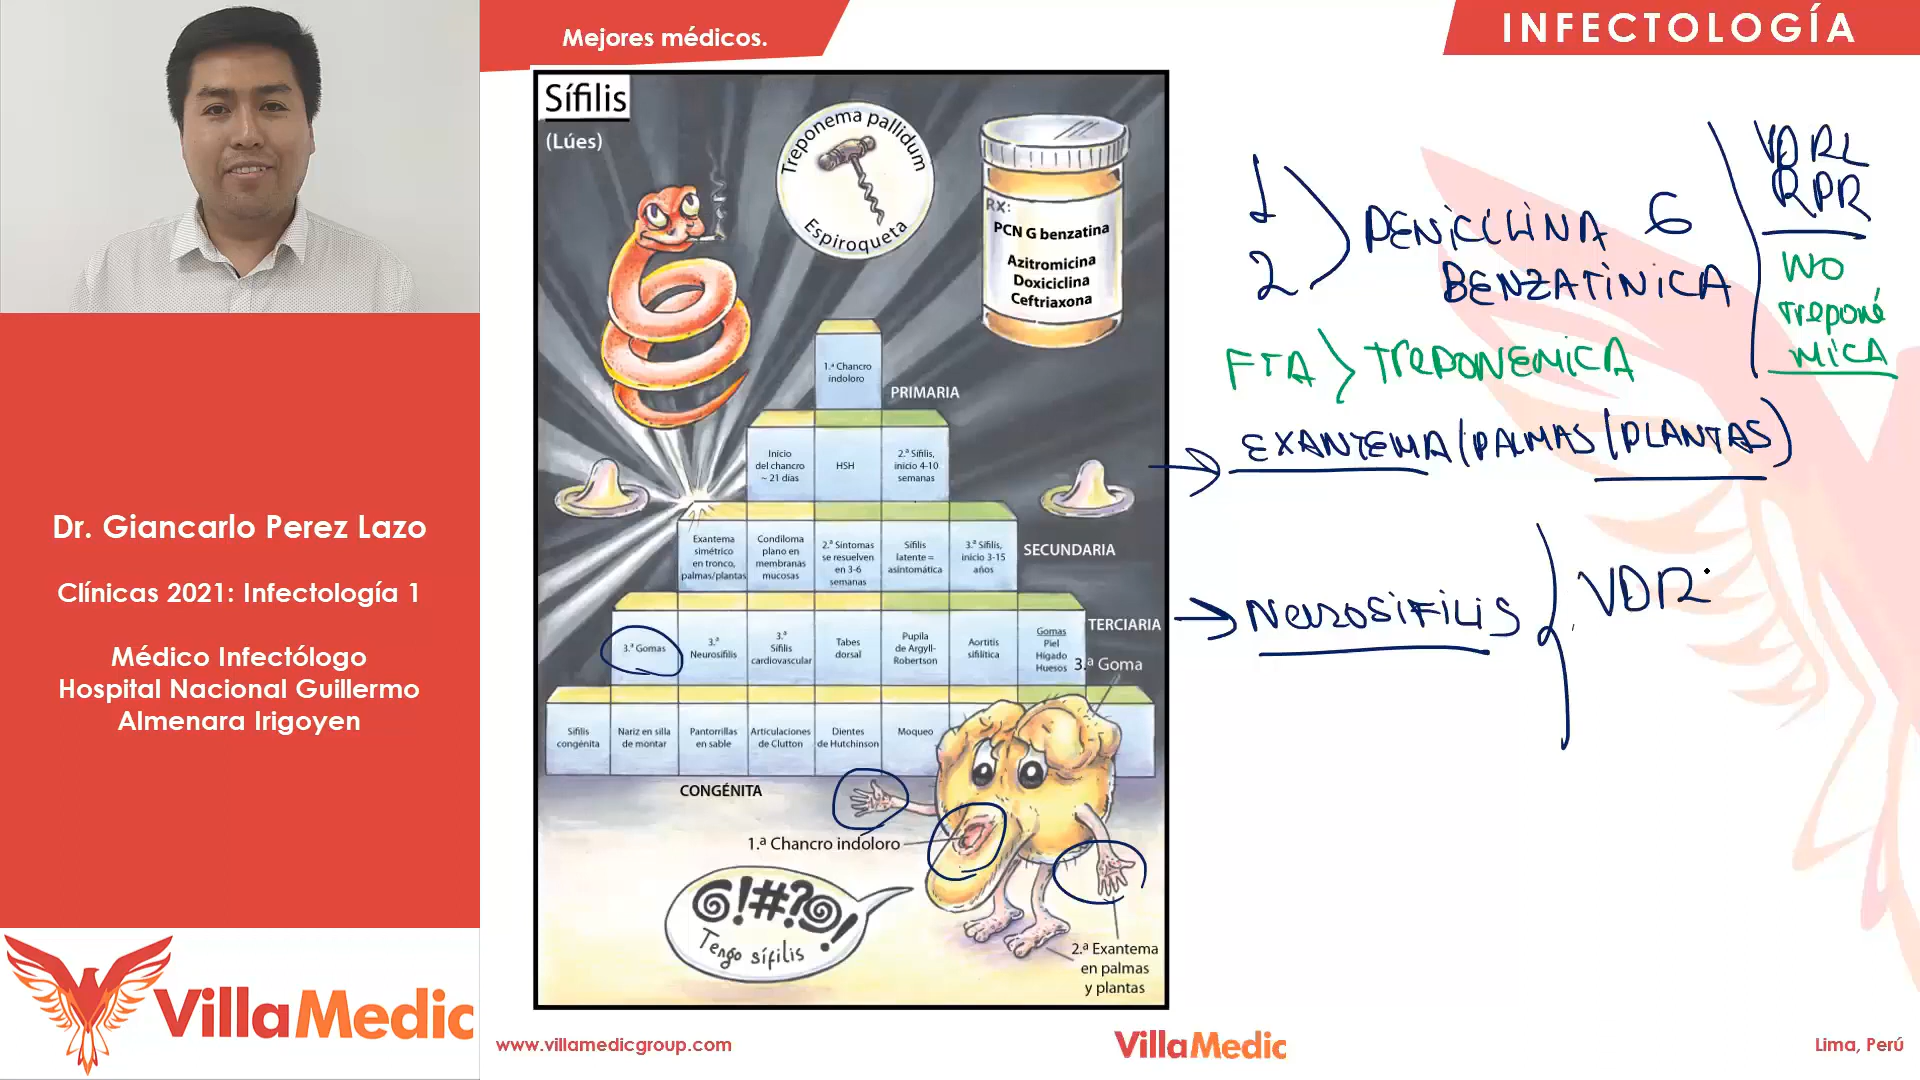 Mejores médicos.
INFECTOLOGÍA
Dr. Giancarlo Perez Lazo
Clínicas 2021: Infectología 1
Médico Infectólogo
Hospital Nacional Guillermo
Almenara Irigoyen
VillaMedic
Sífilis
(Lúes)
Treponema pallidum
Espiroqueta
RX:
PCN G benzatina
Azitromicina
Doxiciclina
Ceftriaxona
1.ª Chancro
indoloro
PRIMARIA
Inicio
del chancro
~ 21 días
HSH
2.ª Sífilis,
inicio 4-10
semanas
Exantema
simétrico
en tronco,
palmas/plantas
Condiloma
plano en
membranas
mucosas
2.ª Síntomas
se resuelven
en 3-6
semanas
Sífilis
latente =
asintomática
3.ª Sífilis,
inicio 3-15
años
SECUNDARIA
3.ª Gomas
3.ª
Neurosífilis
3.ª
Sífilis
cardiovascular
Tabes
dorsal
Pupila
de Argyll-
Robertson
Aortitis
sifilítica
Gomas
Piel
Hígado
Huesos
TERCIARIA
3.ª Goma
Sífilis
congénita
Nariz en silla
de montar
Pantorrillas
en sable
Articulaciones
de Clutton
Dientes
de Hutchinson
Moqueo
CONGÉNITA
1.ª Chancro indoloro
@!#?@!
Tengo sífilis
2.ª Exantema
en palmas
y plantas
1
2
PENICILINA G
BENZATINICA
VDRL
RPR
NO
Treponé
MICA
FTA > TREPONEMICA
EXANTEMA/PALMAS/PLANTAS)
Neurosifilis
VDR
www.villamedicgroup.com
VillaMedic
Lima, Perú